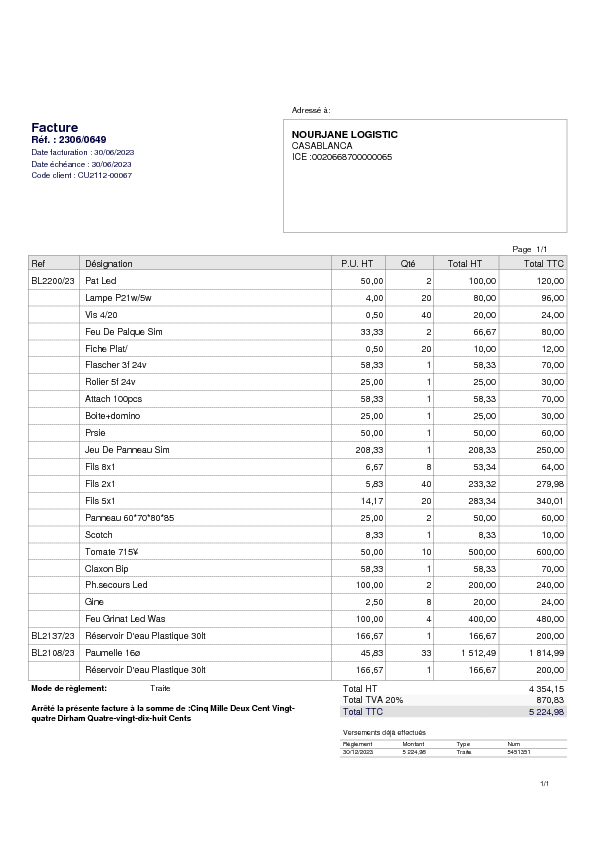 Adressé à:
Facture
Réf. : 2306/0649
Date facturation : 30/06/2023
Date échéance : 30/06/2023
Code client : CU2112-00067
NOURJANE LOGISTIC
CASABLANCA
ICE :0020668700000065
Page 1/1
Ref Désignation P.U. HT Qté Total HT Total TTC
BL2200/23 Pat Led 50,00 2 100,00 120,00
Lampe P21w/5w 4,00 20 80,00 96,00
Vis 4/20 0,50 40 20,00 24,00
Feu De Palque Sim 33,33 2 66,67 80,00
Fiche Plat/ 0,50 20 10,00 12,00
Flascher 3f 24v 58,33 1 58,33 70,00
Rolier 5f 24v 25,00 1 25,00 30,00
Attach 100pcs 58,33 1 58,33 70,00
Boite+domino 25,00 1 25,00 30,00
Prsie 50,00 1 50,00 60,00
Jeu De Panneau Sim 208,33 1 208,33 250,00
Fils 8x1 6,67 8 53,34 64,00
Fils 2x1 5,83 40 233,32 279,98
Fils 5x1 14,17 20 283,34 340,01
Panneau 60*70*80*85 25,00 2 50,00 60,00
Scotch 8,33 1 8,33 10,00
Tomate 715¥ 50,00 10 500,00 600,00
Claxon Bip 58,33 1 58,33 70,00
Ph.secours Led 100,00 2 200,00 240,00
Gine 2,50 8 20,00 24,00
Feu Grinat Led Was 100,00 4 400,00 480,00
BL2137/23 Réservoir D'eau Plastique 30lt 166,67 1 166,67 200,00
BL2108/23 Paumelle 16ø 45,83 33 1 512,49 1 814,99
Réservoir D'eau Plastique 30lt 166,67 1 166,67 200,00
Mode de règlement: Traite
Total HT 4 354,15
Total TVA 20% 870,83
Total TTC 5 224,98
Arrêté la présente facture à la somme de :Cinq Mille Deux Cent Vingt-
quatre Dirham Quatre-vingt-dix-huit Cents
Versements déjà effectués
Règlement Montant Type Num
30/12/2023 5 224,98 Traite 5451351
1/1